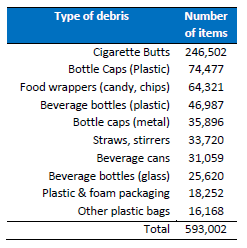 Type of debris Number of items
Cigarette Butts 246,502
Bottle Caps (Plastic) 74,477
Food wrappers (candy, chips) 64,321
Beverage bottles (plastic) 46,987
Bottle caps (metal) 35,896
Straws, stirrers 33,720
Beverage cans 31,059
Beverage bottles (glass) 25,620
Plastic & foam packaging 18,252
Other plastic bags 16,168
Total 593,002